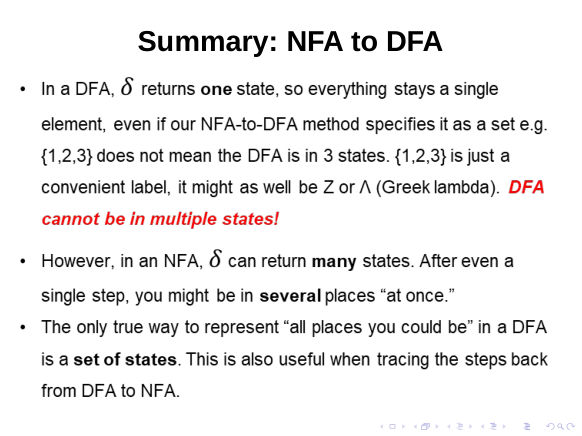 Summary: NFA to DFA
• In a DFA, δ returns one state, so everything stays a single
element, even if our NFA-to-DFA method specifies it as a set e.g.
{1,2,3} does not mean the DFA is in 3 states. {1,2,3} is just a
convenient label, it might as well be Z or Λ (Greek lambda). DFA
cannot be in multiple states!
• However, in an NFA, δ can return many states. After even a
single step, you might be in several places “at once.”
• The only true way to represent “all places you could be” in a DFA
is a set of states. This is also useful when tracing the steps back
from DFA to NFA.